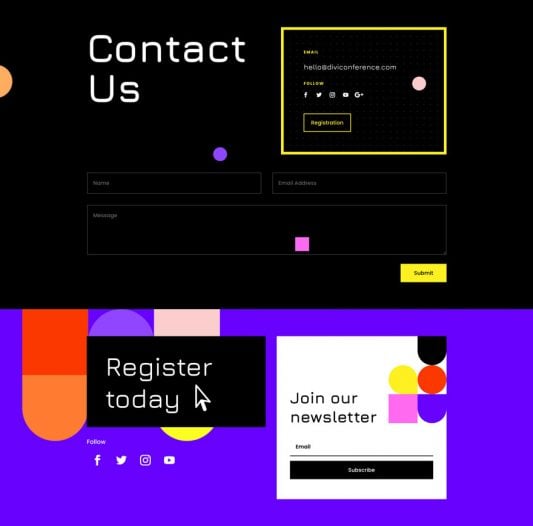 Contact
Us
EMAIL
hello@diviconference.com
FOLLOW
Registration
Name
Email Address
Message
Submit
Register
today
Follow
Join our
newsletter
Email
Subscribe